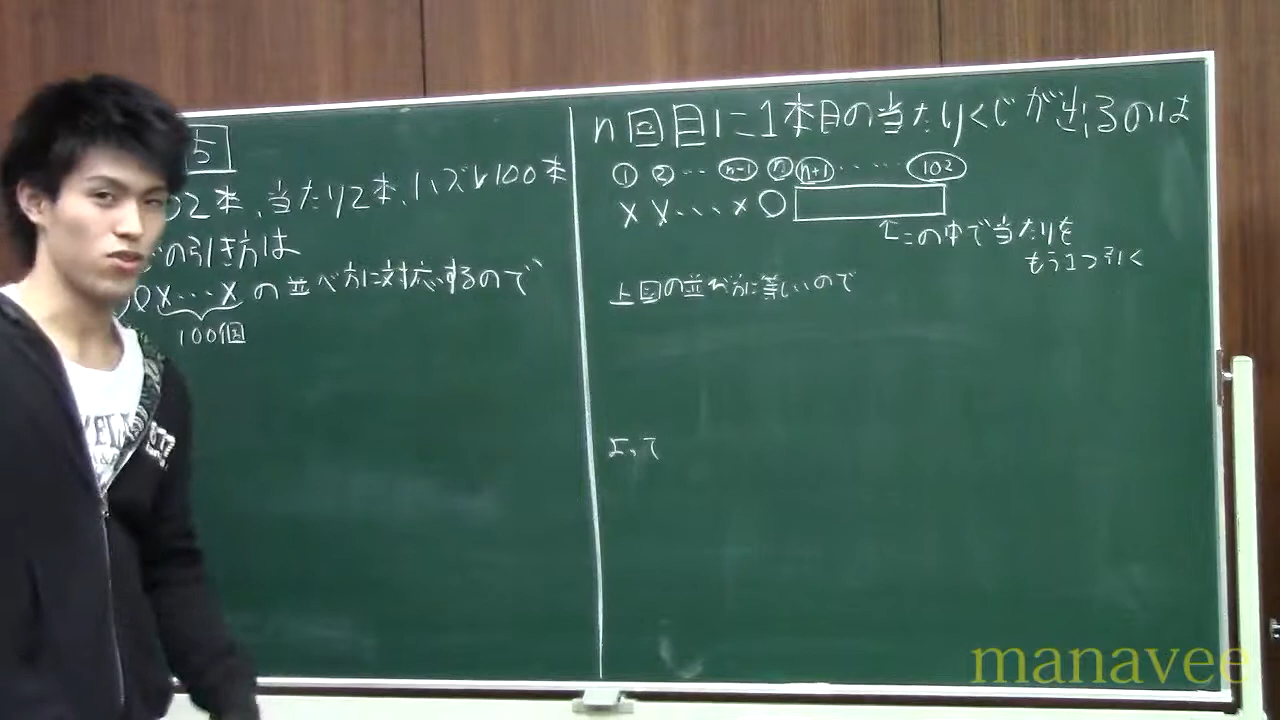 5
02本、当たり2本、ハズレ100本
の引き方は
○x…xの並べ方に対応するので
100個
n回目に1本目の当たりくじが出るのは
① ② … n-1 n n+1 …… 102
x x … x ○
↑この中で当たりを
もう1つ引く
上図の並べ方に等しいので
よって
manavee